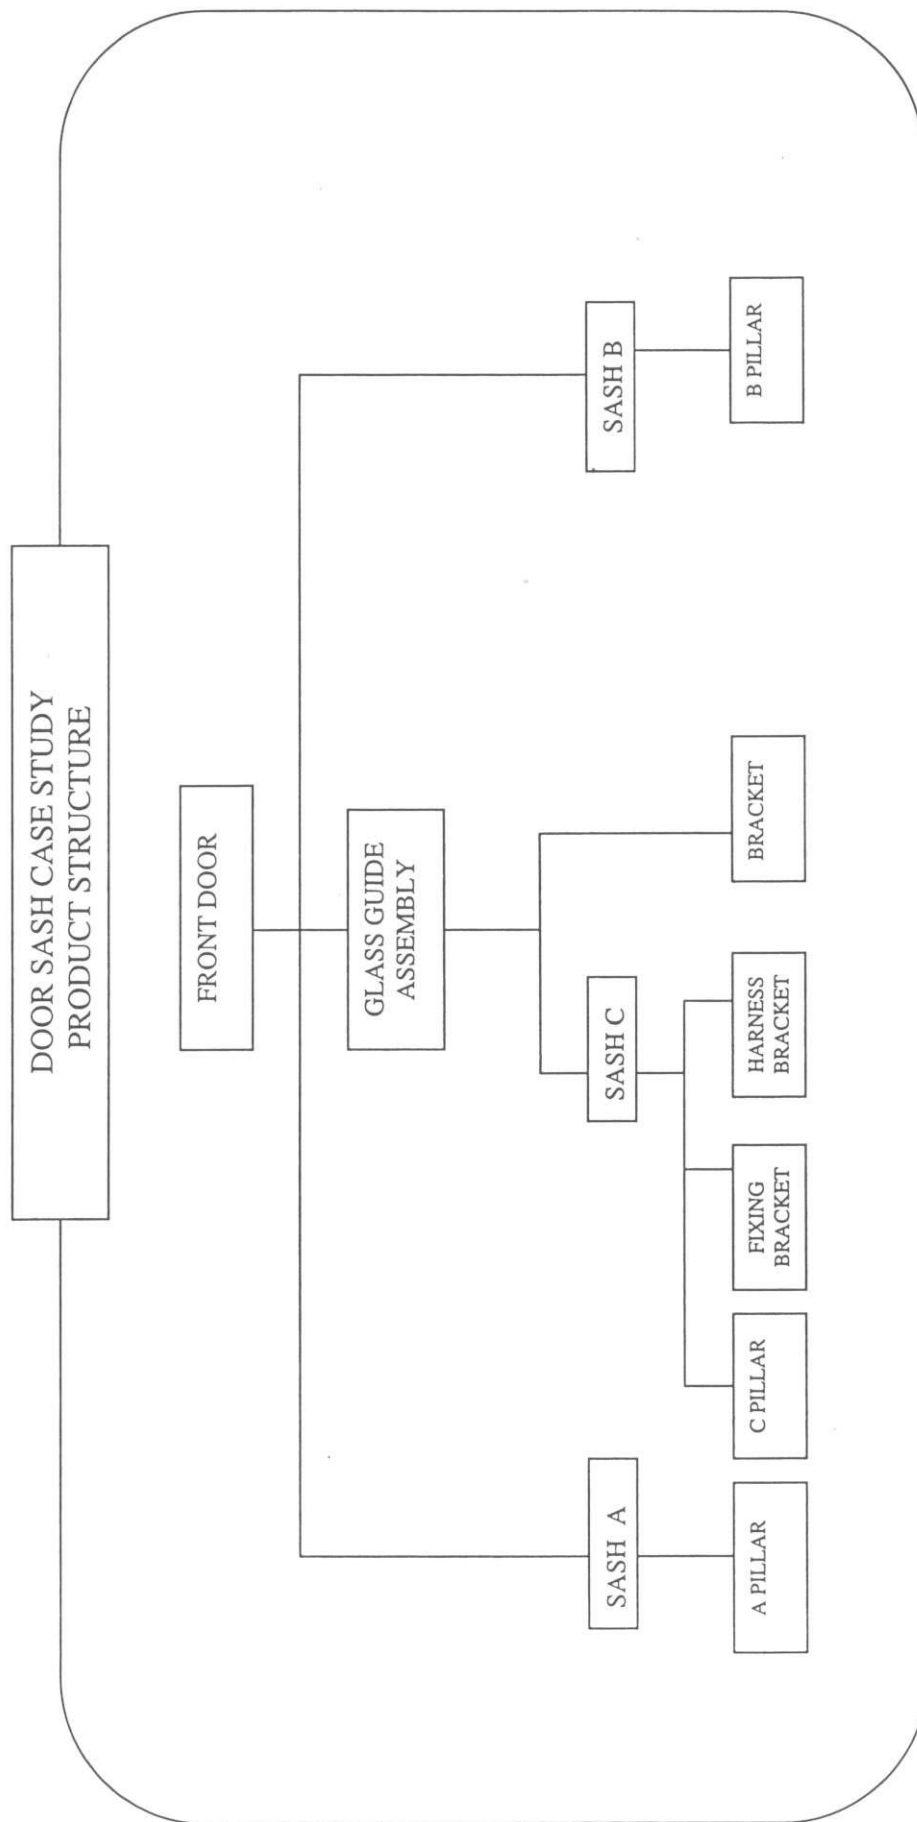 DOOR SASH CASE STUDY
PRODUCT STRUCTURE
FRONT DOOR
GLASS GUIDE
ASSEMBLY
SASH A
SASH C
SASH B
A PILLAR
C PILLAR
FIXING
BRACKET
HARNESS
BRACKET
BRACKET
B PILLAR